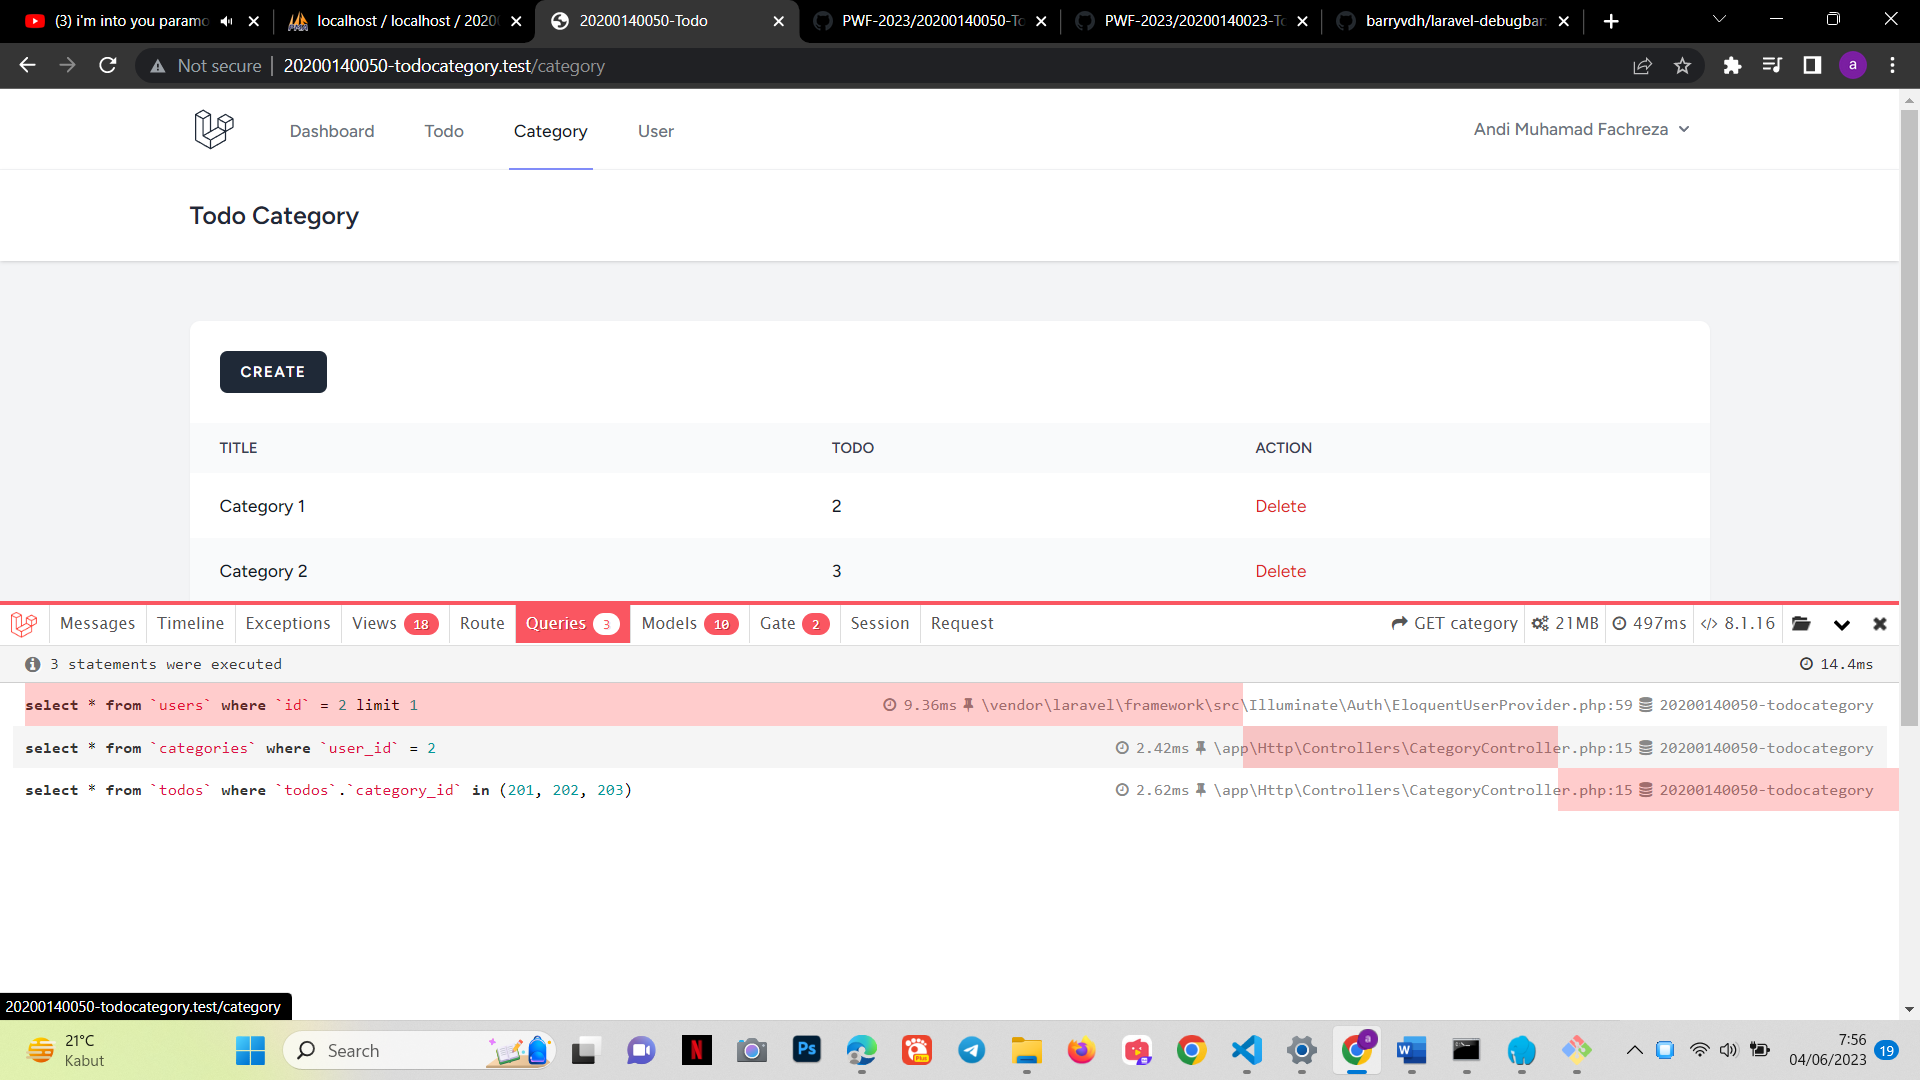 (3) i'm into you paramo
localhost / localhost / 20200
20200140050-Todo
PWF-2023/20200140050-To
PWF-2023/20200140023-To
barryvdh/laravel-debugbar
Not secure
20200140050-todocategory.test/category
a
Dashboard
Todo
Category
User
Andi Muhamad Fachreza
Todo Category
CREATE
TITLE TODO ACTION
Category 1 2 Delete
Category 2 3 Delete
Messages
Timeline
Exceptions
Views 18
Route
Queries 3
Models 10
Gate 2
Session
Request
GET category
21MB
497ms
</> 8.1.16
3 statements were executed
14.4ms
select * from `users` where `id` = 2 limit 1 9.36ms \vendor\laravel\framework\src\Illuminate\Auth\EloquentUserProvider.php:59 20200140050-todocategory
select * from `categories` where `user_id` = 2 2.42ms \app\Http\Controllers\CategoryController.php:15 20200140050-todocategory
select * from `todos` where `todos`.`category_id` in (201, 202, 203) 2.62ms \app\Http\Controllers\CategoryController.php:15 20200140050-todocategory
20200140050-todocategory.test/category
21°C
Kabut
Search
N
Ps
a
W
7:56
04/06/2023
19